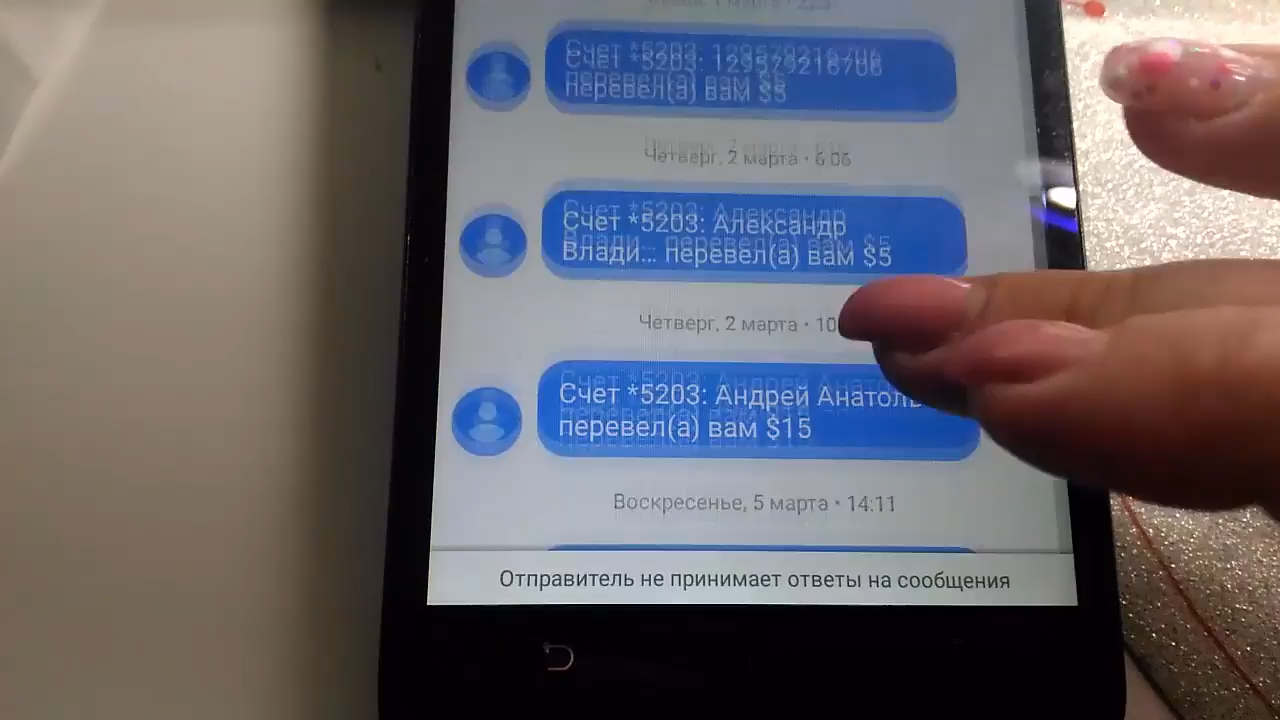 Счет *5203: 129579216706
перевел(а) вам $5
Четверг, 2 марта • 6:06
Счет *5203: Александр
Влади... перевел(а) вам $5
Четверг, 2 марта • 10
Счет *5203: Андрей Анатоль
перевел(а) вам $15
Воскресенье, 5 марта • 14:11
Отправитель не принимает ответы на сообщения